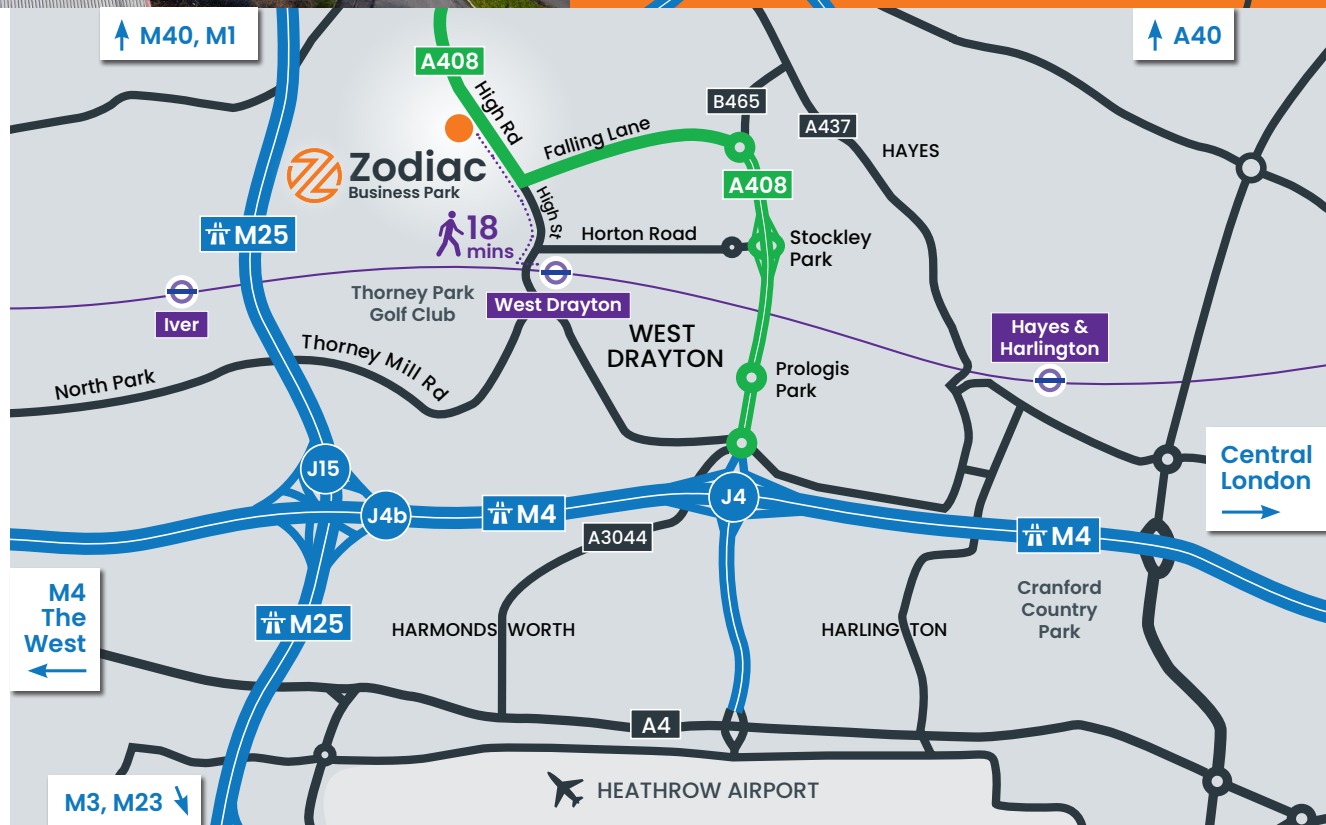 M40, M1
A40
A408
High Rd
B465
A437
Falling Lane
HAYES
Zodiac
Business Park
A408
High St
M25
18
mins
Horton Road
Stockley
Park
Thorney Park
Golf Club
West Drayton
Iver
WEST
DRAYTON
Hayes &
Harlington
Thorney Mill Rd
North Park
Prologis
Park
Central
London
J15
J4b
M4
J4
A3044
M4
M4
The
West
M25
HARMONDSWORTH
HARLINGTON
Cranford
Country
Park
A4
M3, M23
HEATHROW AIRPORT